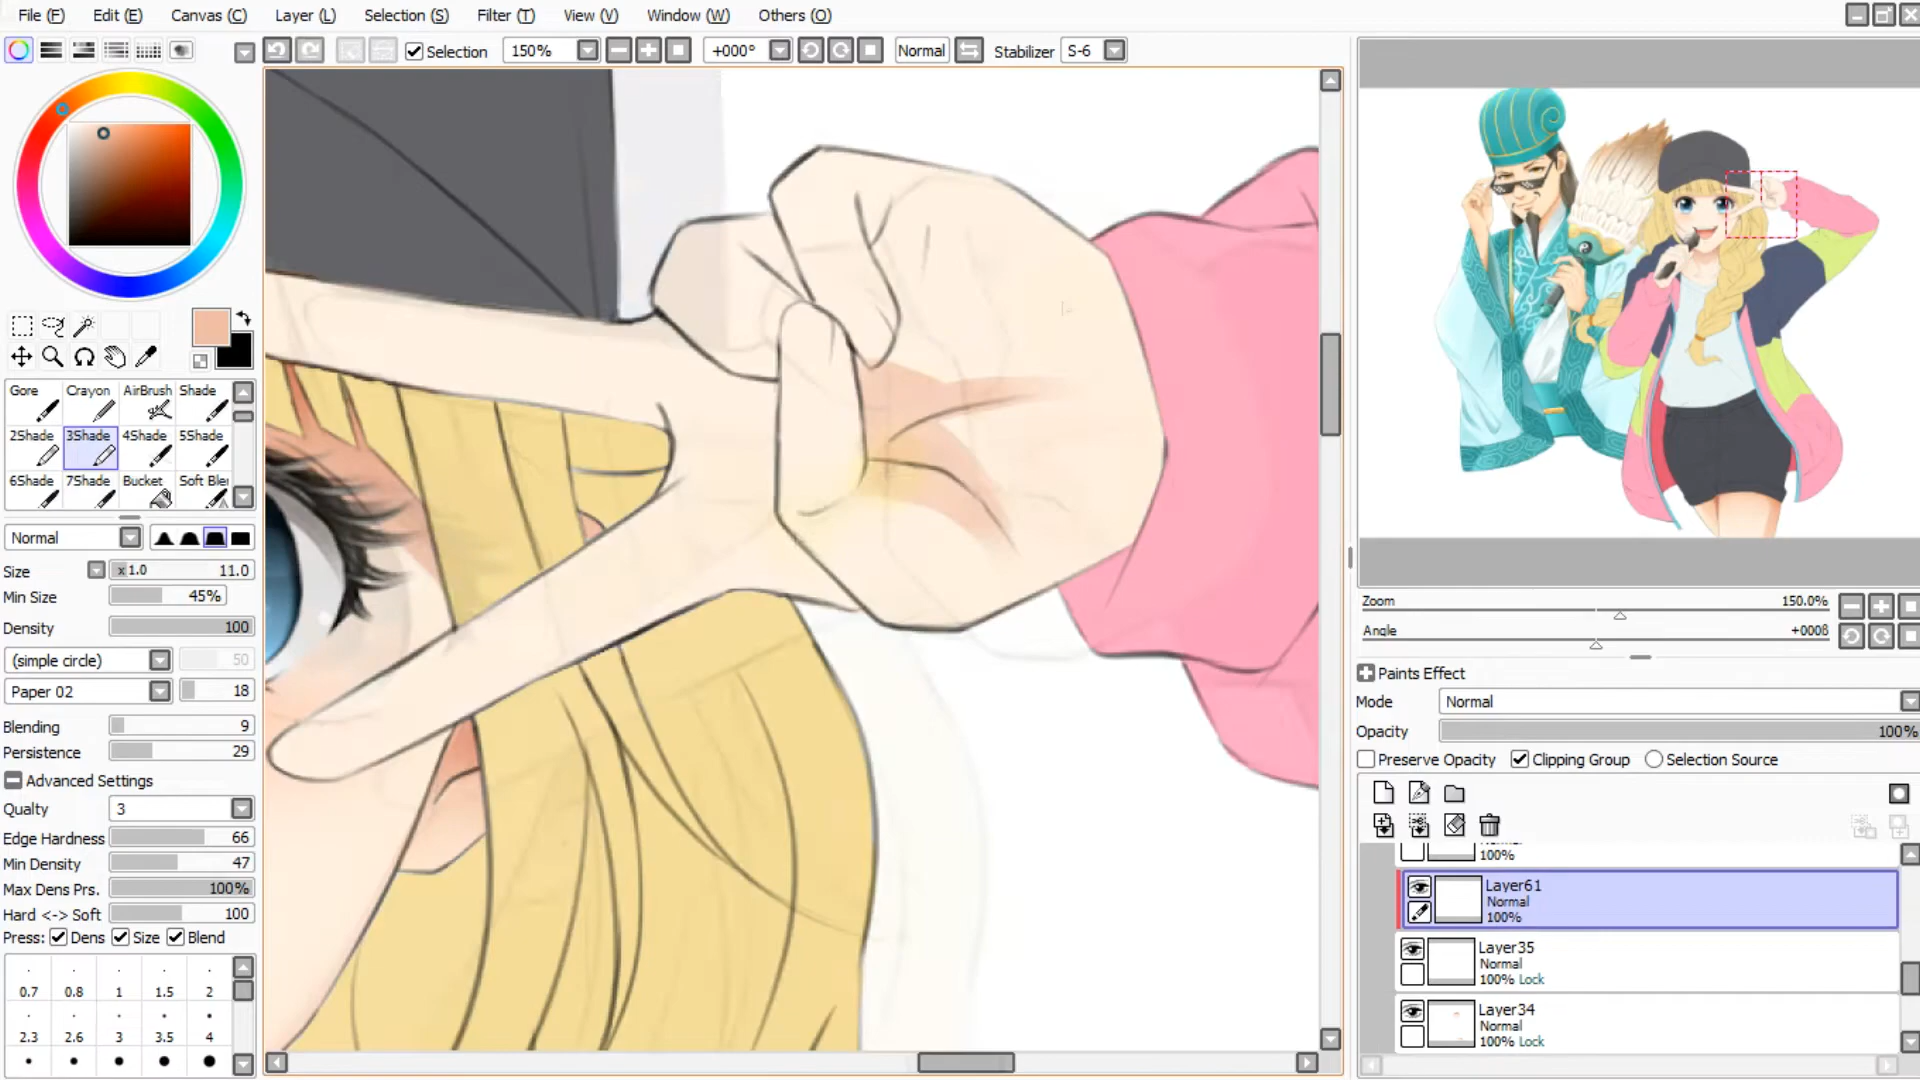 File (F) Edit (E) Canvas (C) Layer (L) Selection (S) Filter (T) View (V) Window (W) Others (O)
Selection 150% +000° Normal Stabilizer S-6
Gore Crayon AirBrush Shade
2Shade 3Shade 4Shade 5Shade
6Shade 7Shade Bucket Soft Ble
Normal
Size x1.0 11.0
Min Size 45%
Density 100
(simple circle) 50
Paper 02 18
Blending 9
Persistence 29
Advanced Settings
Qualty 3
Edge Hardness 66
Min Density 47
Max Dens Prs. 100%
Hard <-> Soft 100
Press: Dens Size Blend
0.7 0.8 1 1.5 2
2.3 2.6 3 3.5 4
Zoom 150.0%
Angle +000
Paints Effect
Mode Normal
Opacity 100%
Preserve Opacity Clipping Group Selection Source
100%
Layer61
Normal
100%
Layer35
Normal
100% Lock
Layer34
Normal
100% Lock